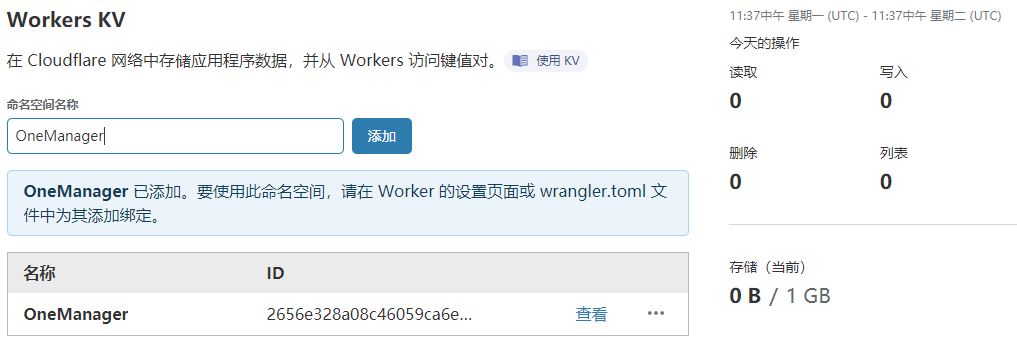 Workers KV
在 Cloudflare 网络中存储应用程序数据，并从 Workers 访问键值对。 使用 KV
命名空间名称
OneManager
添加
OneManager 已添加。要使用此命名空间，请在 Worker 的设置页面或 wrangler.toml 文
件中为其添加绑定。
名称 ID
OneManager 2656e328a08c46059ca6e... 查看 •••
11:37中午 星期一 (UTC) - 11:37中午 星期二 (UTC)
今天的操作
读取 写入
0 0
删除 列表
0 0
存储（当前）
0 B / 1 GB